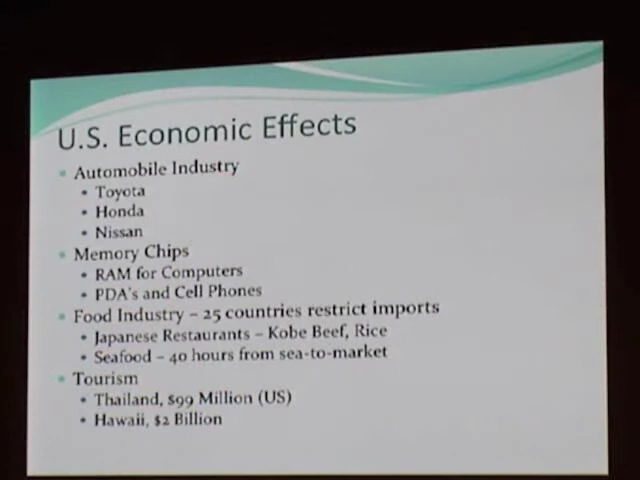 U.S. Economic Effects
• Automobile Industry
• Toyota
• Honda
• Nissan
• Memory Chips
• RAM for Computers
• PDA's and Cell Phones
• Food Industry – 25 countries restrict imports
• Japanese Restaurants – Kobe Beef, Rice
• Seafood – 40 hours from sea-to-market
• Tourism
• Thailand, $99 Million (US)
• Hawaii, $2 Billion